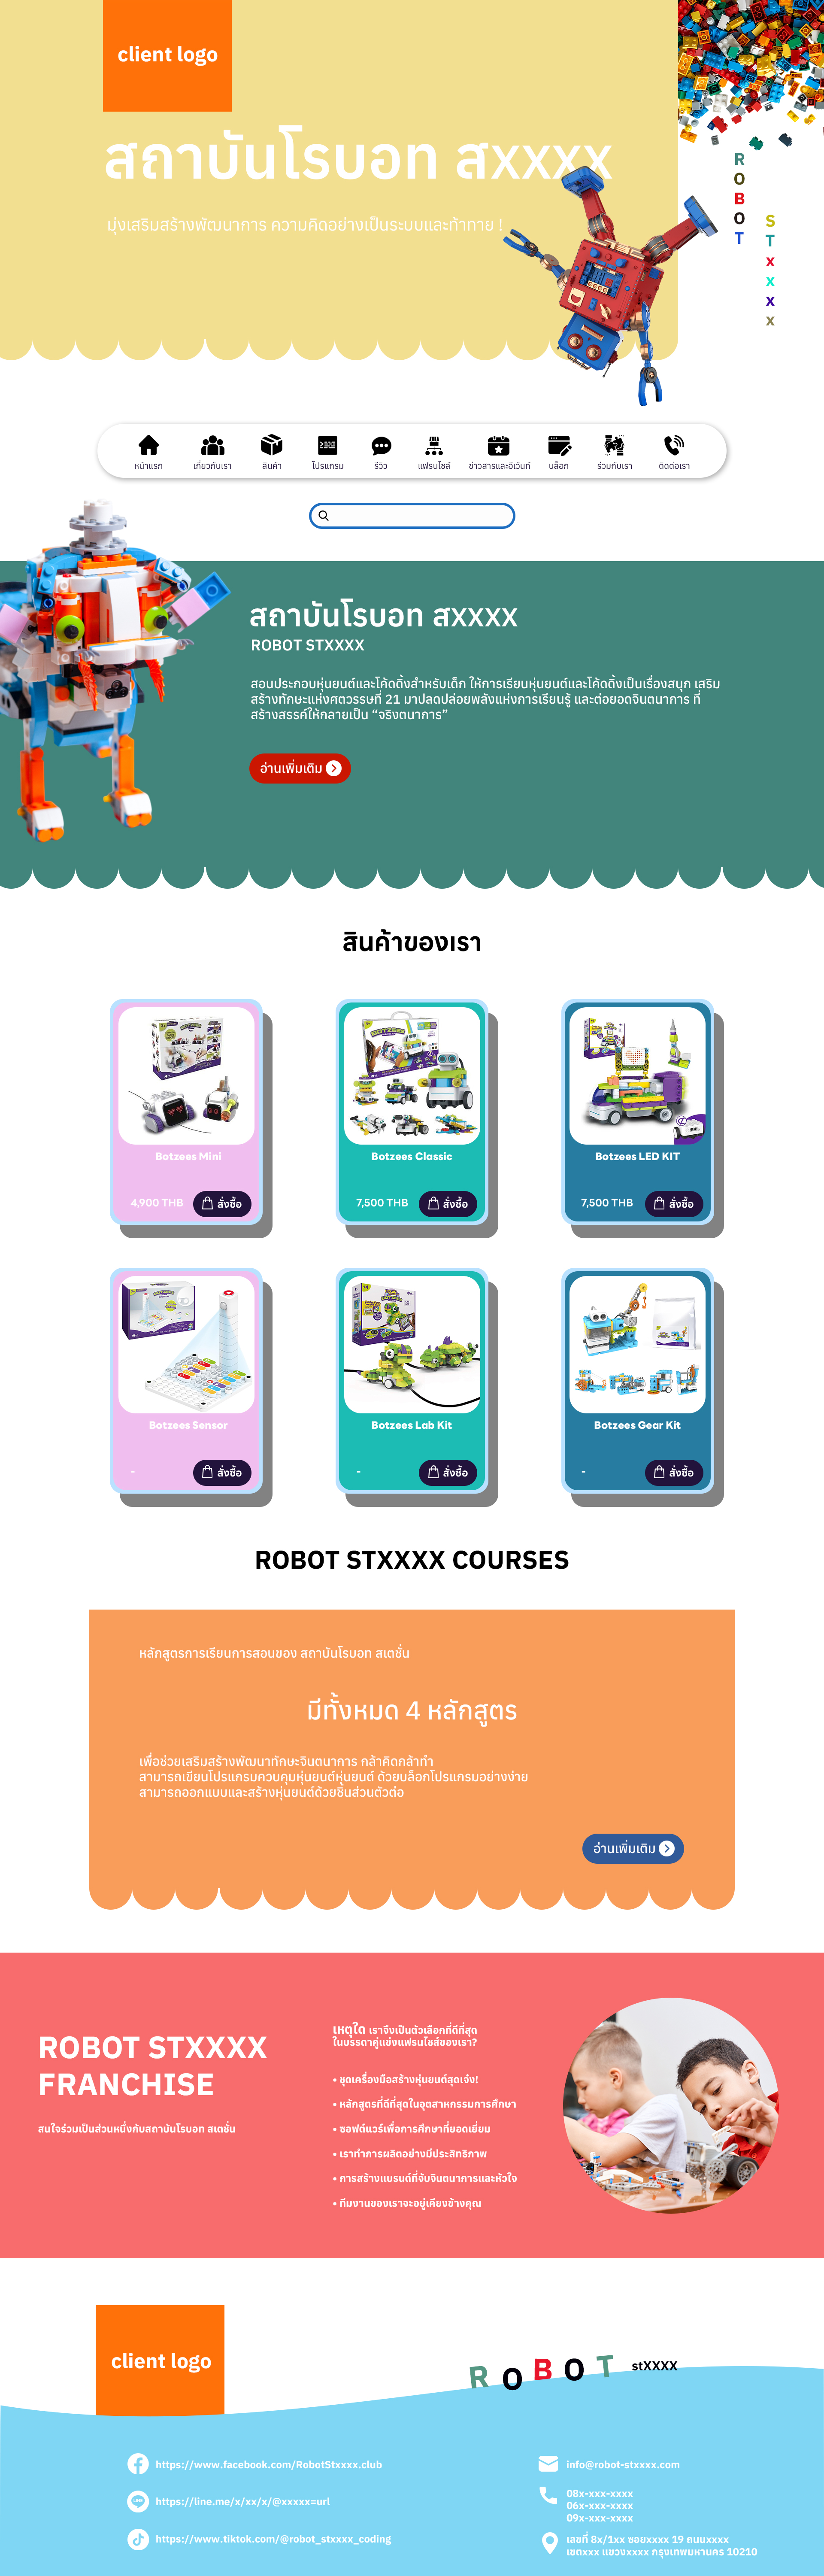 client logo
สถาบันโรบอท สxxxx
มุ่งเสริมสร้างพัฒนาการ ความคิดอย่างเป็นระบบและท้าทาย !
ROBOT
STxxxx
หน้าแรก
เกี่ยวกับเรา
สินค้า
โปรแกรม
รีวิว
แฟรนไชส์
ข่าวสารและอีเว้นท์
บล็อก
ร่วมกับเรา
ติดต่อเรา
สถาบันโรบอท สXXXX
ROBOT STXXXX
สอนประกอบหุ่นยนต์และโค้ดดิ้งสำหรับเด็ก ให้การเรียนหุ่นยนต์และโค้ดดิ้งเป็นเรื่องสนุก เสริม
สร้างทักษะแห่งศตวรรษที่ 21 มาปลดปล่อยพลังแห่งการเรียนรู้ และต่อยอดจินตนาการ ที่
สร้างสรรค์ให้กลายเป็น “จริงตนาการ”
อ่านเพิ่มเติม
สินค้าของเรา
Botzees Mini
4,900 THB
สั่งซื้อ
Botzees Classic
7,500 THB
สั่งซื้อ
Botzees LED KIT
7,500 THB
สั่งซื้อ
Botzees Sensor
-
สั่งซื้อ
Botzees Lab Kit
-
สั่งซื้อ
Botzees Gear Kit
-
สั่งซื้อ
ROBOT STXXXX COURSES
หลักสูตรการเรียนการสอนของ สถาบันโรบอท สเตชั่น
มีทั้งหมด 4 หลักสูตร
เพื่อช่วยเสริมสร้างพัฒนาทักษะจินตนาการ กล้าคิดกล้าทำ
สามารถเขียนโปรแกรมควบคุมหุ่นยนต์หุ่นยนต์ ด้วยบล็อกโปรแกรมอย่างง่าย
สามารถออกแบบและสร้างหุ่นยนต์ด้วยชิ้นส่วนตัวต่อ
อ่านเพิ่มเติม
ROBOT STXXXX
FRANCHISE
สนใจร่วมเป็นส่วนหนึ่งกับสถาบันโรบอท สเตชั่น
เหตุใด เราจึงเป็นตัวเลือกที่ดีที่สุด
ในบรรดาคู่แข่งแฟรนไชส์ของเรา?
• ชุดเครื่องมือสร้างหุ่นยนต์สุดเจ๋ง!
• หลักสูตรที่ดีที่สุดในอุตสาหกรรมการศึกษา
• ซอฟต์แวร์เพื่อการศึกษาที่ยอดเยี่ยม
• เราทำการผลิตอย่างมีประสิทธิภาพ
• การสร้างแบรนด์ที่จับจินตนาการและหัวใจ
• ทีมงานของเราจะอยู่เคียงข้างคุณ
client logo
ROBOT stXXXX
https://www.facebook.com/RobotStxxxx.club
https://line.me/x/xx/x/@xxxxx=url
https://www.tiktok.com/@robot_stxxxx_coding
info@robot-stxxxx.com
08x-xxx-xxxx
06x-xxx-xxxx
09x-xxx-xxxx
เลขที่ 8x/1xx ซอยxxxx 19 ถนนxxxx
เขตxxx แขวงxxxx กรุงเทพมหานคร 10210